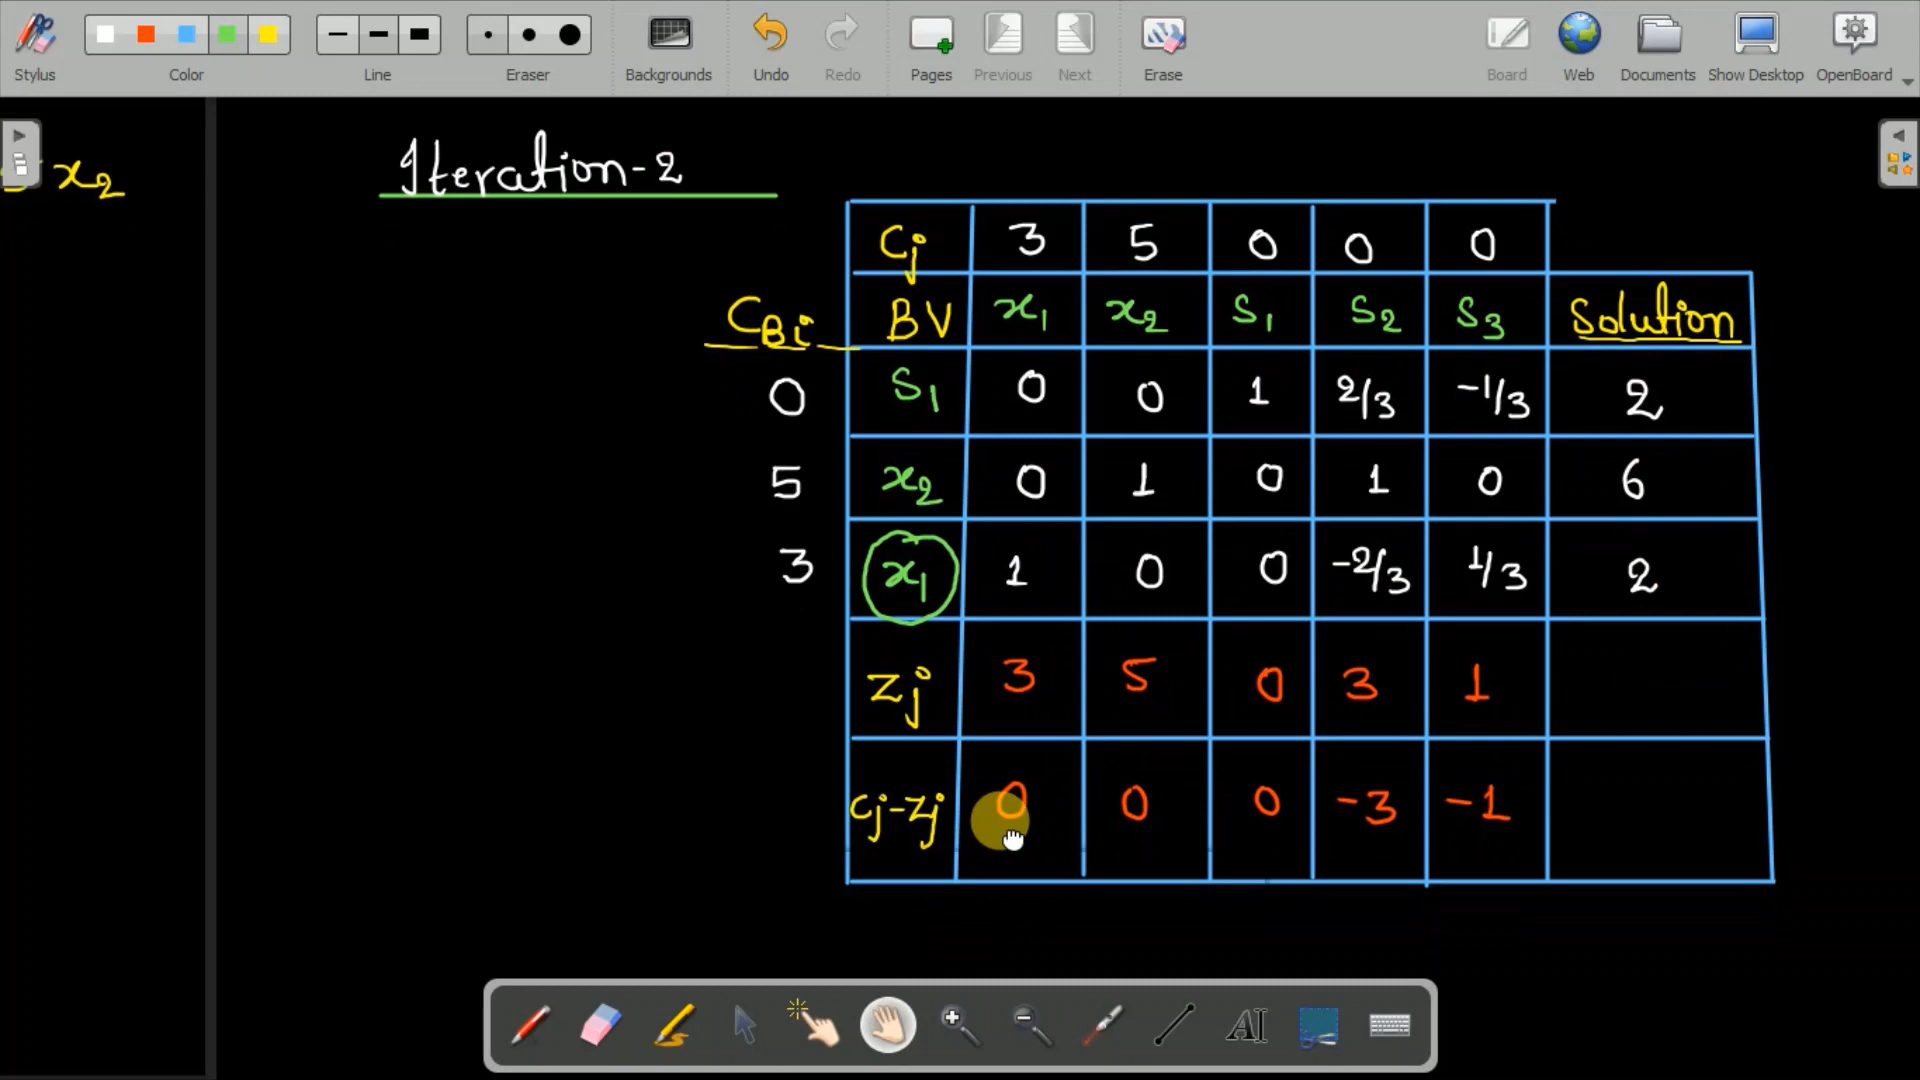 Stylus Color Line Eraser Backgrounds Undo Redo Pages Previous Next Erase Board Web Documents Show Desktop OpenBoard
x₂
Iteration-2
Cj 3 5 0 0 0
CBi BV x₁ x₂ S₁ S₂ S₃ Solution
0 S₁ 0 0 1 2/3 -1/3 2
5 x₂ 0 1 0 1 0 6
3 x₁ 1 0 0 -2/3 1/3 2
Zj 3 5 0 3 1
Cj-Zj 0 0 0 -3 -1
AI